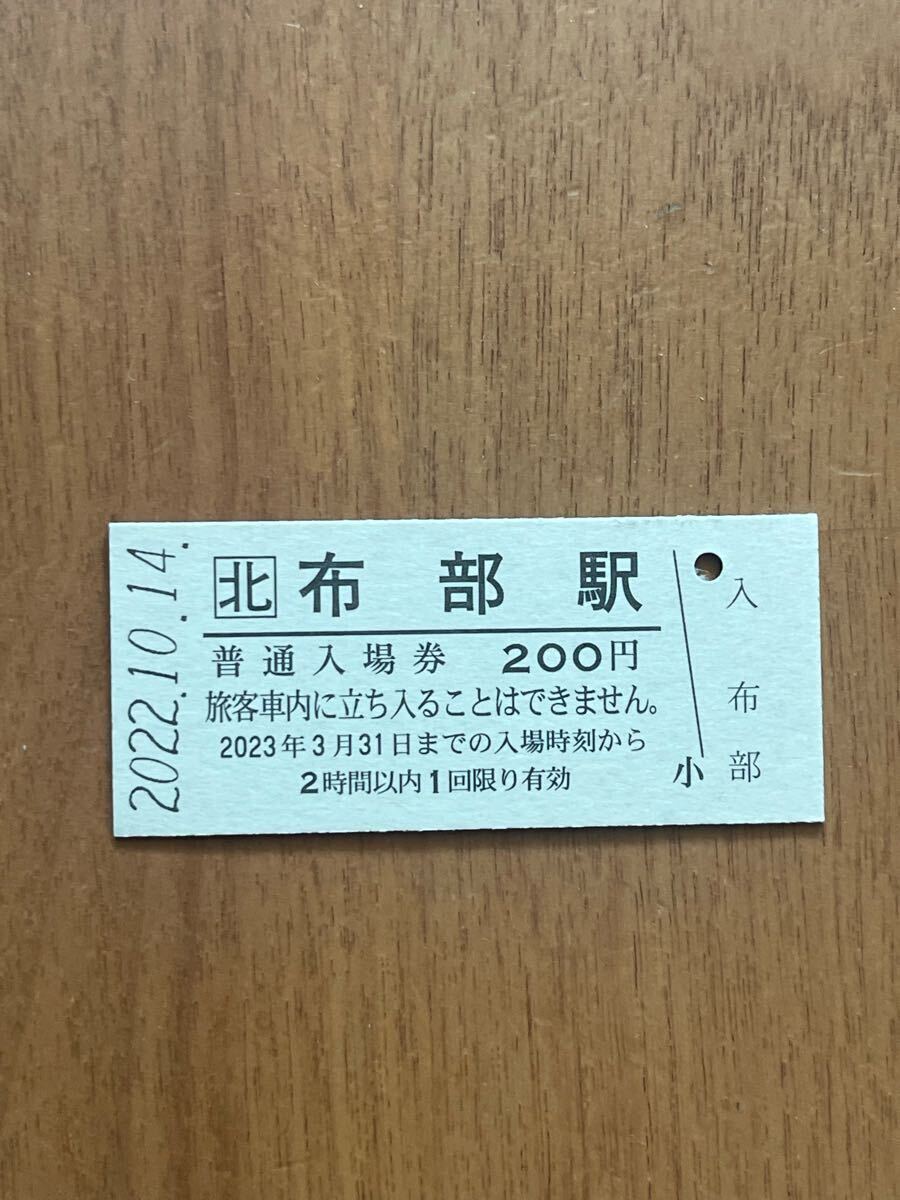 2022.10.14.
北 布部駅
普通入場券 200円
旅客車内に立ち入ることはできません。
2023年3月31日までの入場時刻から
2時間以内1回限り有効
小
入
布
部